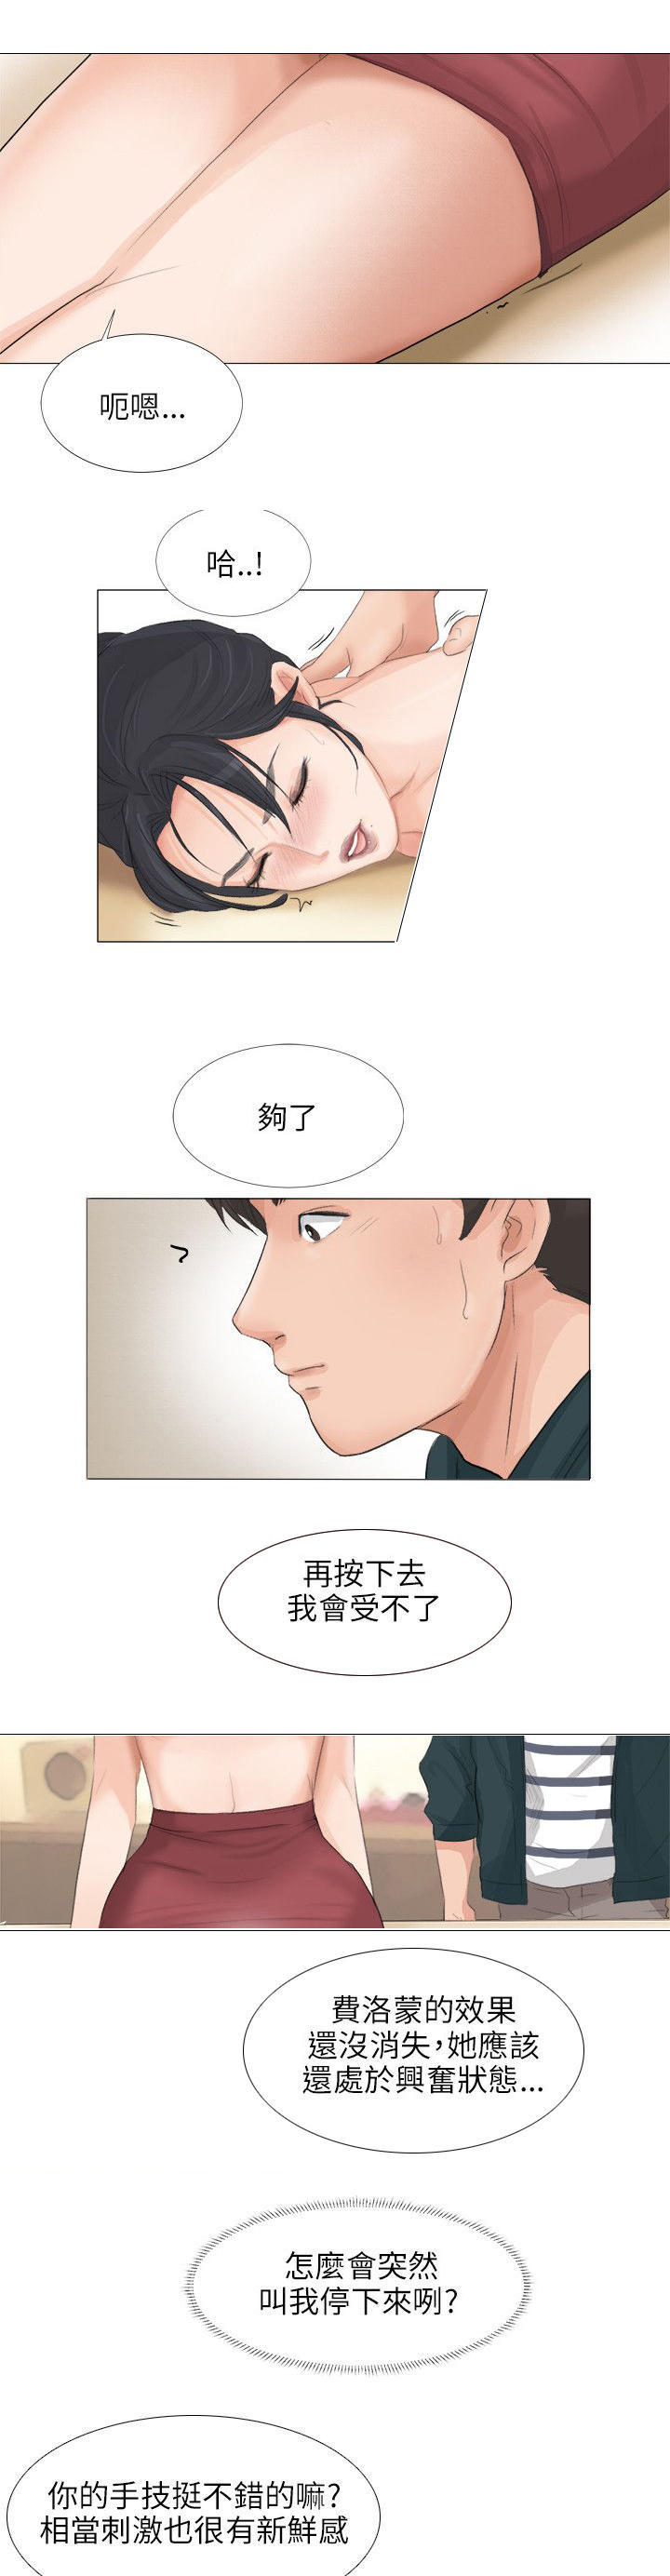 呃嗯...
哈..!
夠了
?
再按下去
我會受不了
費洛蒙的效果
還沒消失,她應該
還處於興奮狀態...
怎麼會突然
叫我停下來咧?
你的手技挺不錯的嘛?
相當刺激也很有新鮮感